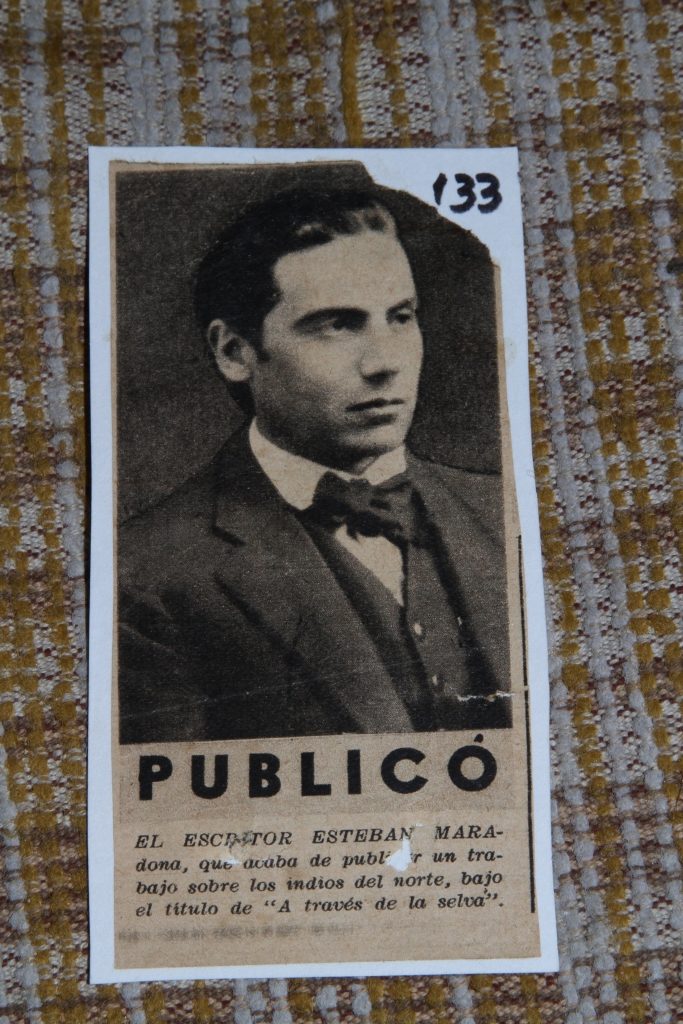 133
PUBLICÓ
EL ESCRITOR ESTEBAN MARA-
dona, que acaba de publicar un tra-
bajo sobre los indios del norte, bajo
el título de "A través de la selva".